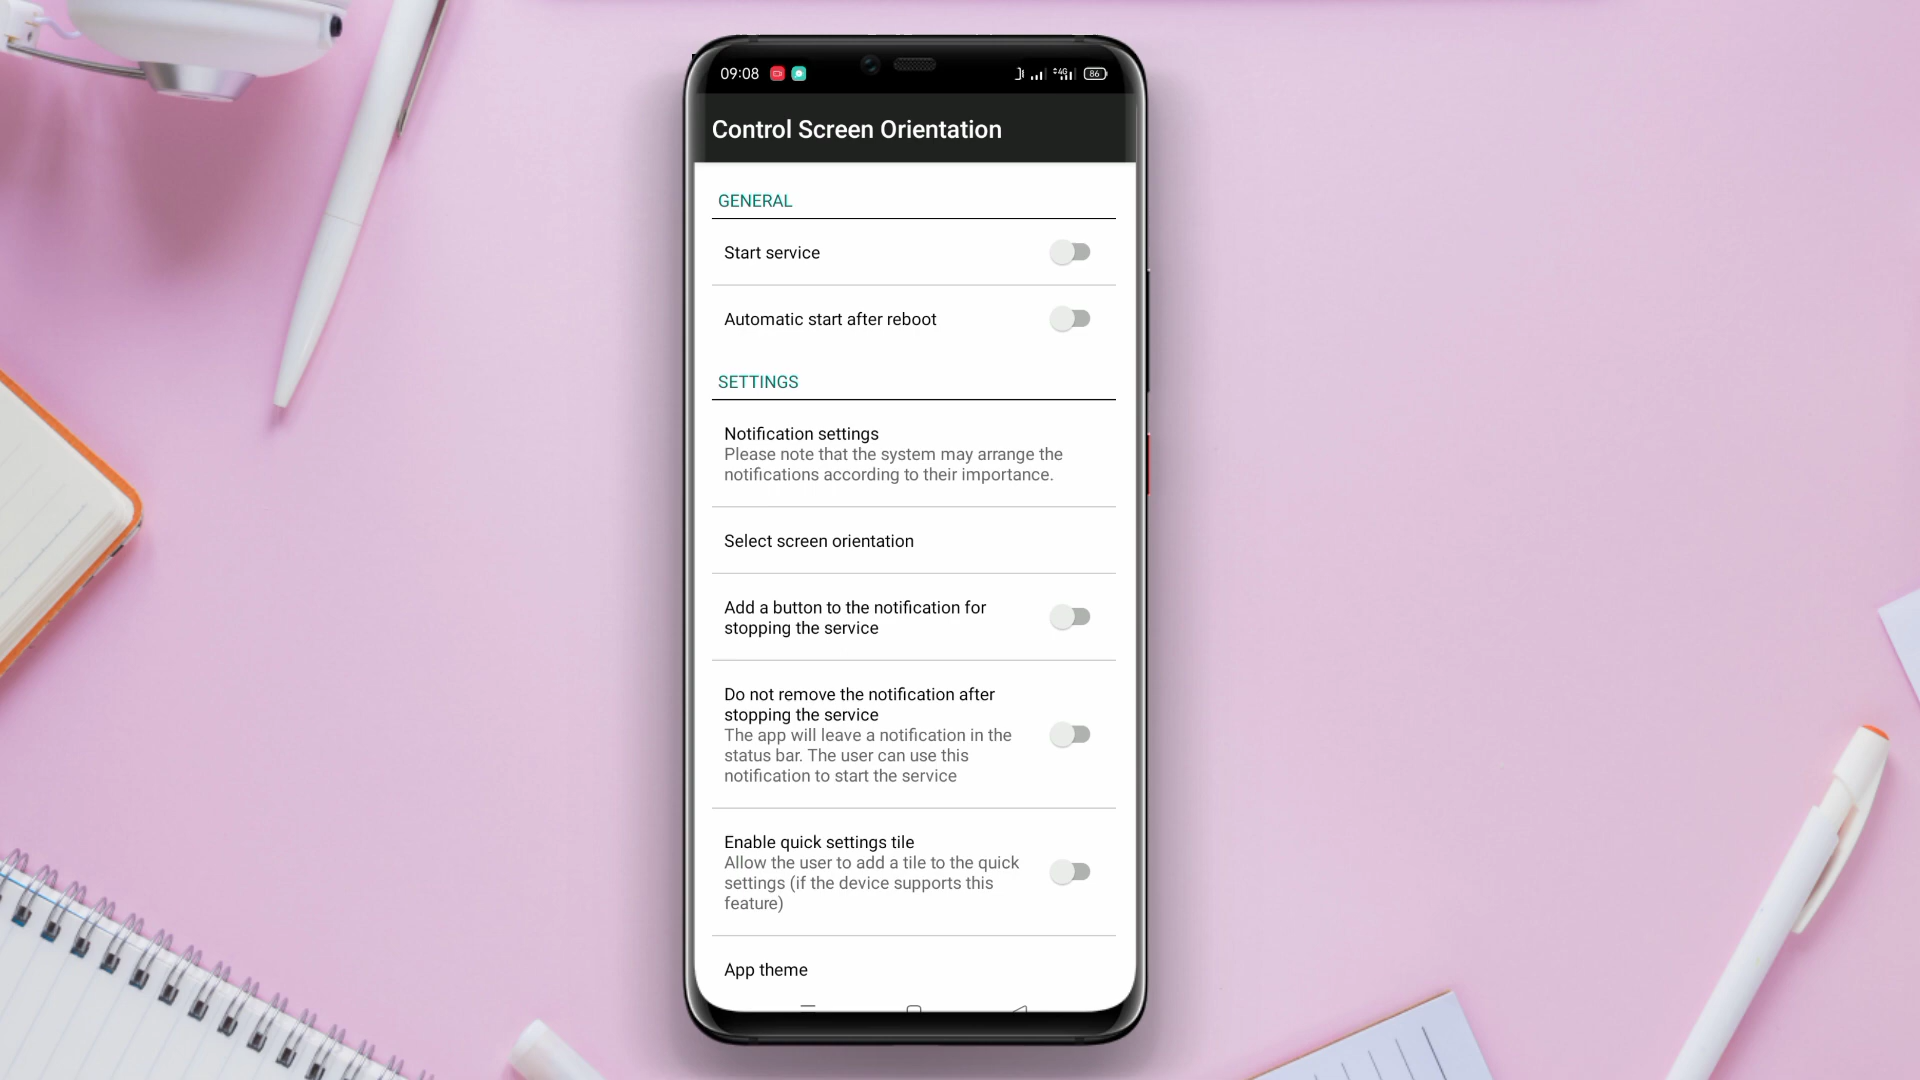 09:08
4G
86
Control Screen Orientation
GENERAL
Start service
Automatic start after reboot
SETTINGS
Notification settings
Please note that the system may arrange the
notifications according to their importance.
Select screen orientation
Add a button to the notification for
stopping the service
Do not remove the notification after
stopping the service
The app will leave a notification in the
status bar. The user can use this
notification to start the service
Enable quick settings tile
Allow the user to add a tile to the quick
settings (if the device supports this
feature)
App theme